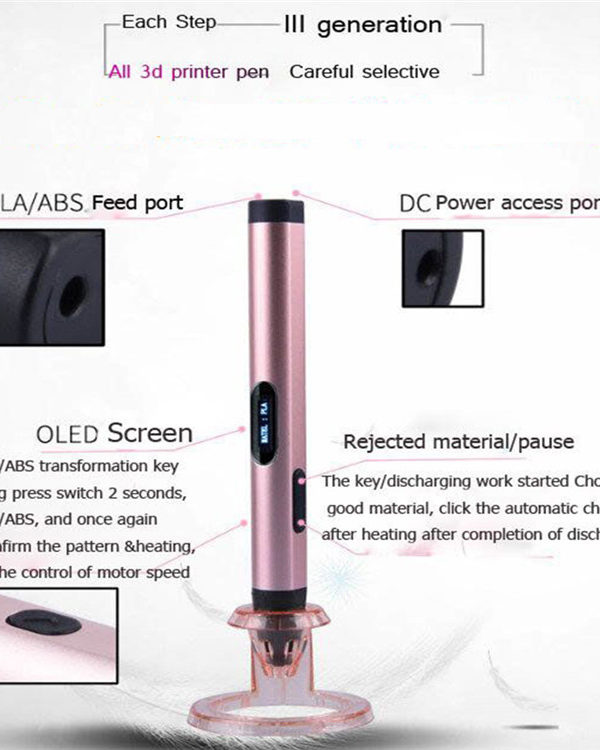 Each Step III generation
All 3d printer pen Careful selective
LA/ABS Feed port
DC Power access por
OLED Screen
/ABS transformation key
g press switch 2 seconds,
/ABS, and once again
firm the pattern &heating,
he control of motor speed
Rejected material/pause
The key/discharging work started Cho
good material, click the automatic ch
after heating after completion of disch
: PLA